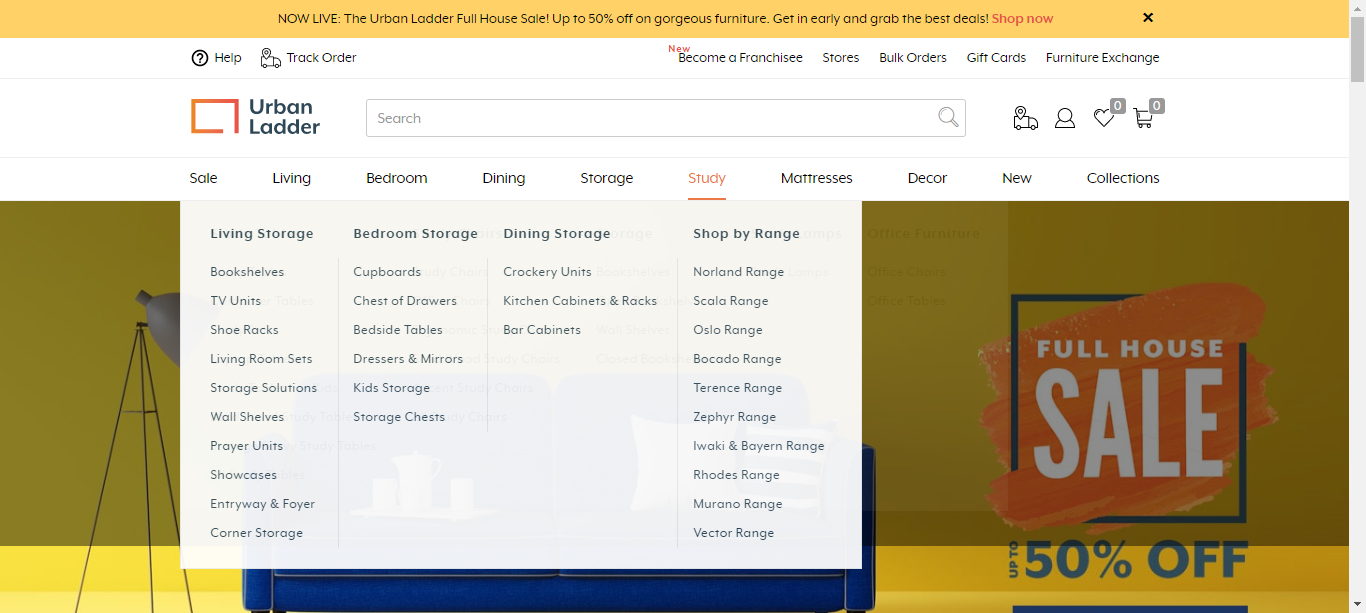 NOW LIVE: The Urban Ladder Full House Sale! Up to 50% off on gorgeous furniture. Get in early and grab the best deals! Shop now ✕
Help Track Order
New
Become a Franchisee Stores Bulk Orders Gift Cards Furniture Exchange
Urban
Ladder
Search
0 0
Sale Living Bedroom Dining Storage Study Mattresses Decor New Collections
Living Storage
Bookshelves
TV Units
Shoe Racks
Living Room Sets
Storage Solutions
Wall Shelves
Prayer Units
Showcases
Entryway & Foyer
Corner Storage
Bedroom Storage
Cupboards
Chest of Drawers
Bedside Tables
Dressers & Mirrors
Kids Storage
Storage Chests
Dining Storage
Crockery Units
Kitchen Cabinets & Racks
Bar Cabinets
Shop by Range
Norland Range
Scala Range
Oslo Range
Bocado Range
Terence Range
Zephyr Range
Iwaki & Bayern Range
Rhodes Range
Murano Range
Vector Range
Office Furniture
Office Chairs
Office Tables
FULL HOUSE
SALE
UP TO
50% OFF